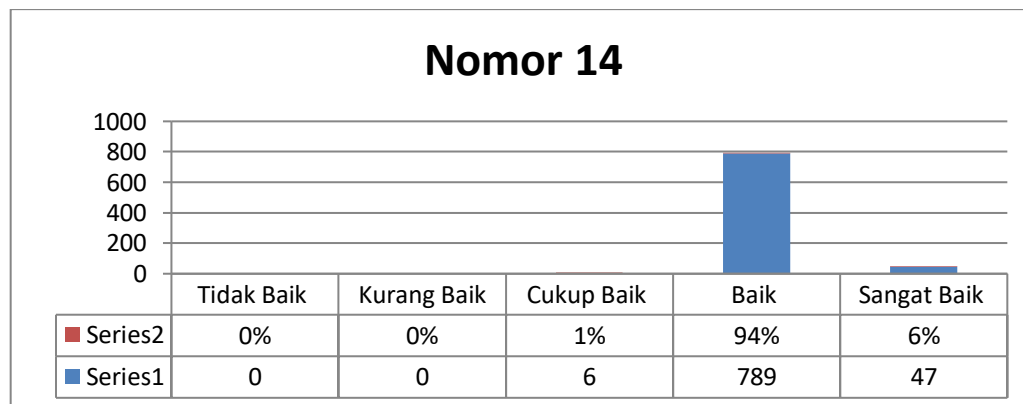 Nomor 14
1000
800
600
400
200
0
Tidak Baik Kurang Baik Cukup Baik Baik Sangat Baik
Series2 0% 0% 1% 94% 6%
Series1 0 0 6 789 47